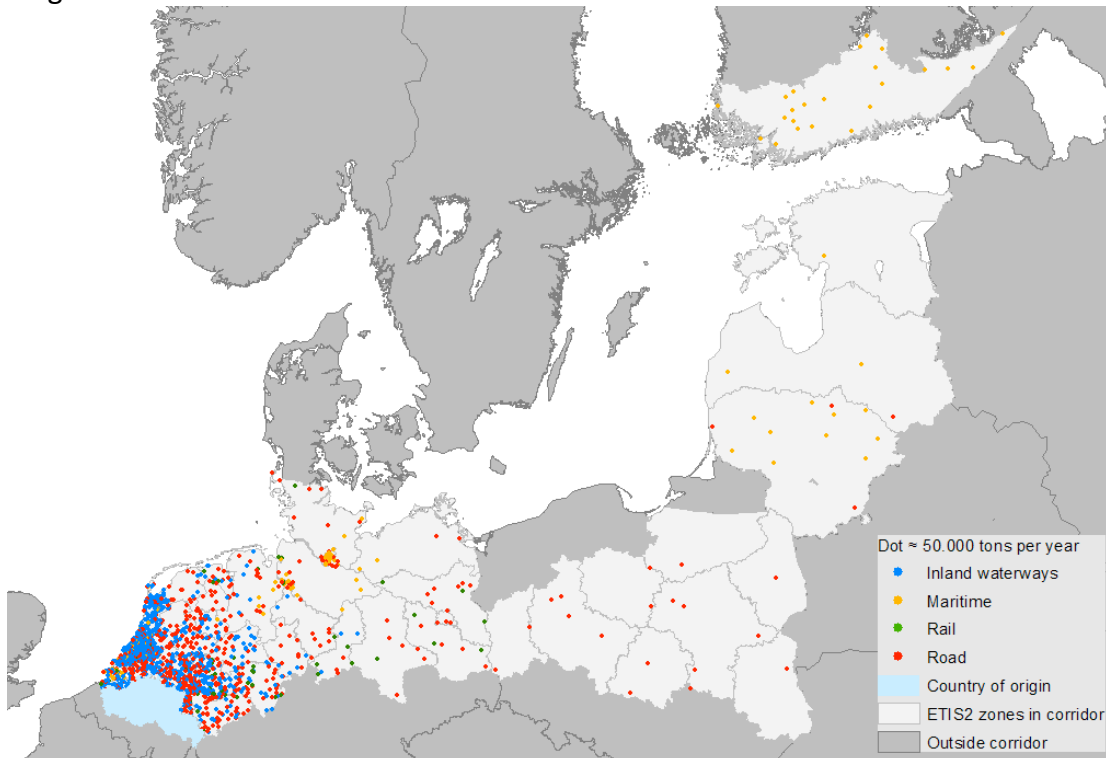 Dot ≈ 50.000 tons per year
Inland waterways
Maritime
Rail
Road
Country of origin
ETIS2 zones in corridor
Outside corridor